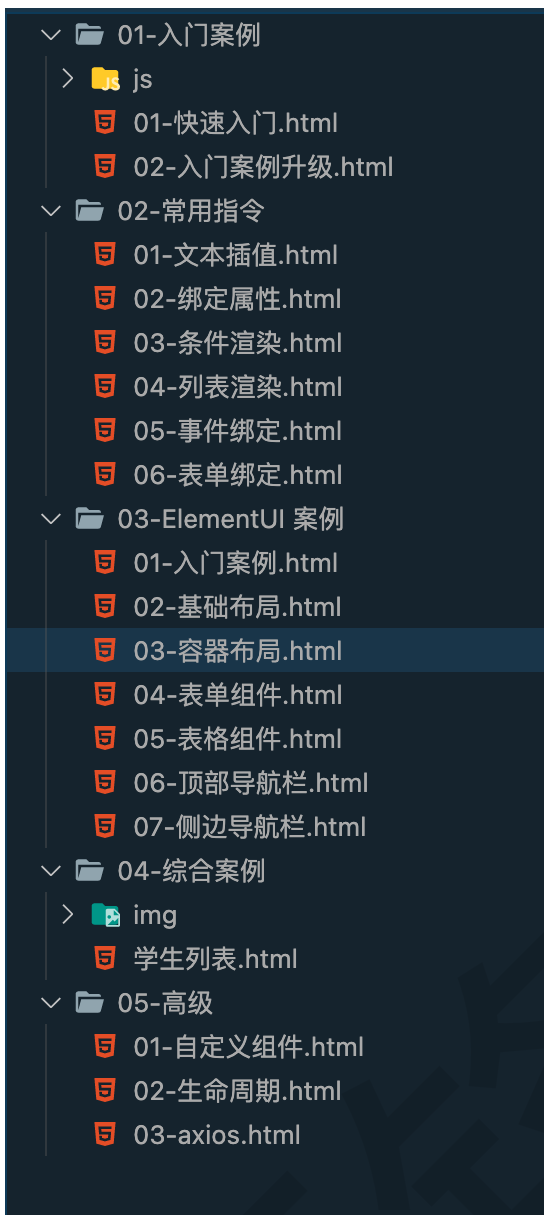 01-入门案例
js
01-快速入门.html
02-入门案例升级.html
02-常用指令
01-文本插值.html
02-绑定属性.html
03-条件渲染.html
04-列表渲染.html
05-事件绑定.html
06-表单绑定.html
03-ElementUI 案例
01-入门案例.html
02-基础布局.html
03-容器布局.html
04-表单组件.html
05-表格组件.html
06-顶部导航栏.html
07-侧边导航栏.html
04-综合案例
img
学生列表.html
05-高级
01-自定义组件.html
02-生命周期.html
03-axios.html